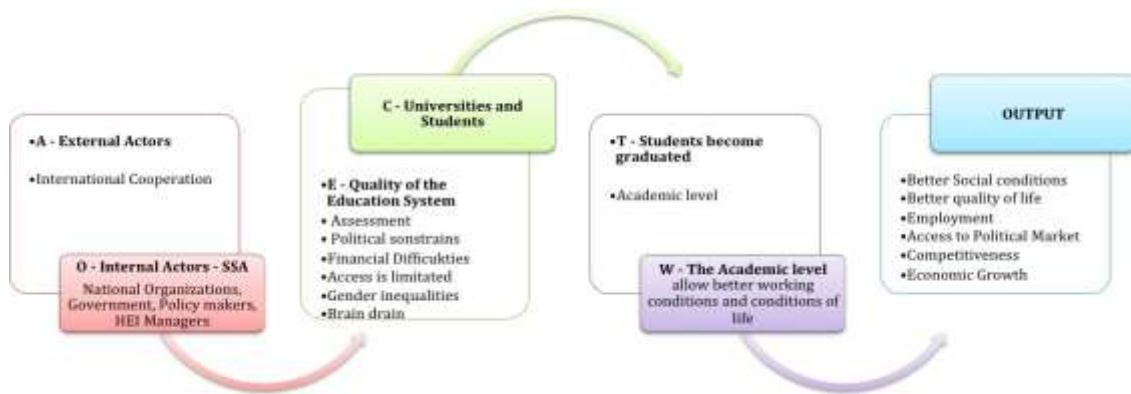 •A - External Actors
•International Cooperation
O - Internal Actors - SSA
National Organizations,
Government, Policy makers,
HEI Managers
C - Universities and
Students
•E - Quality of the
Education System
• Assessment
• Political sonstrains
•Financial Difficukties
•Access is limitated
•Gender inequalities
•Brain drain
•T - Students become
graduated
•Academic level
W - The Academic level
allow better working
conditions and conditions of
life
OUTPUT
•Better Social conditions
•Better quality of life
•Employment
•Access to Political Market
•Competitiveness
•Economic Growth